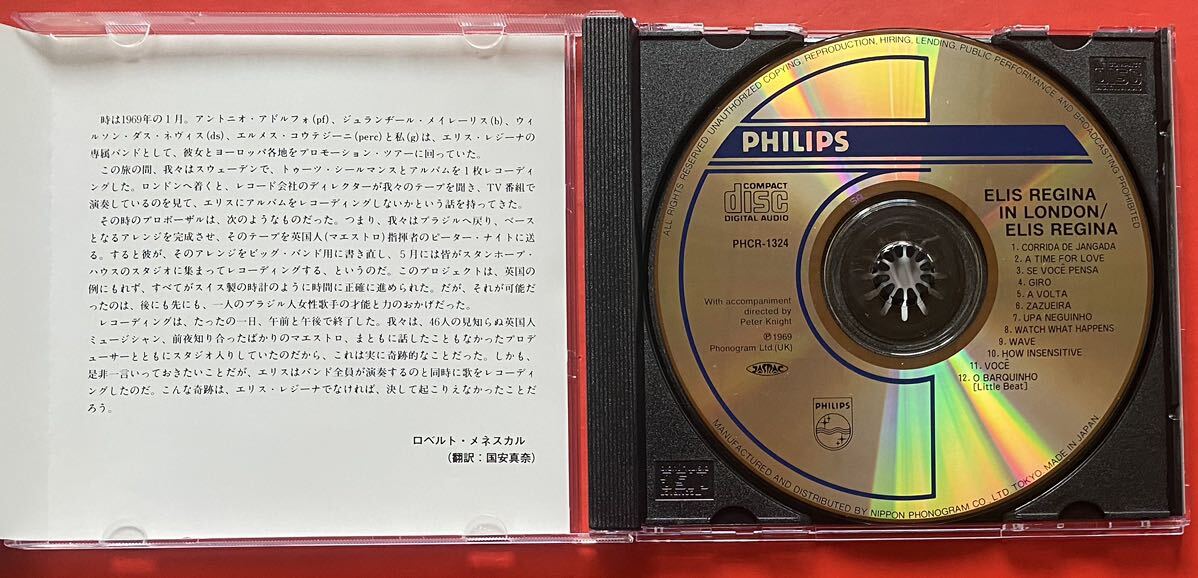 時は1969年の1月。アントニオ・アドルフォ(pf)、ジュランヂール・メイレーリス(b)、ウィ
ルソン・ダス・ネヴィス(ds)、エルメス・コウテジーニ(perc)と私(g)は、エリス・レジーナの
専属バンドとして、彼女とヨーロッパ各地をプロモーション・ツアーに回っていた。
この旅の間、我々はスウェーデンで、トゥーツ・シールマンスとアルバムを1枚レコーディ
ングした。ロンドンへ着くと、レコード会社のディレクターが我々のテープを聞き、TV番組で
演奏しているのを見て、エリスにアルバムをレコーディングしないかという話を持ってきた。
その時のプロポーザルは、次のようなものだった。つまり、我々はブラジルへ戻り、ベース
となるアレンジを完成させ、そのテープを英国人(マエストロ)指揮者のピーター・ナイトに送
る。すると彼が、そのアレンジをビッグ・バンド用に書き直し、5月には皆がスタンホープ・
ハウスのスタジオに集まってレコーディングする、というのだ。このプロジェクトは、英国の
例にもれず、すべてがスイス製の時計のように時間に正確に進められた。だが、それが可能だ
ったのは、後にも先にも、一人のブラジル人女性歌手の才能と力のおかげだった。
レコーディングは、たったの一日、午前と午後で終了した。我々は、46人の見知らぬ英国人
ミュージシャン、前夜知り合ったばかりのマエストロ、まともに話したこともなかったプロデ
ューサーとともにスタジオ入りしていたのだから、これは実に奇跡的なことだった。しかも、
是非一言いっておきたいことだが、エリスはバンド全員が演奏するのと同時に歌をレコーディ
ングしたのだ。こんな奇跡は、エリス・レジーナでなければ、決して起こりえなかったことだ
ろう。
ロベルト・メネスカル
(翻訳：国安真奈)
ALL RIGHTS RESERVED. UNAUTHORIZED COPYING, REPRODUCTION, HIRING, LENDING, PUBLIC PERFORMANCE AND BROADCASTING PROHIBITED
PHILIPS
COMPACT
disc
DIGITAL AUDIO
PHCR-1324
ELIS REGINA
IN LONDON/
ELIS REGINA
1. CORRIDA DE JANGADA
2. A TIME FOR LOVE
3. SE VOCÊ PENSA
4. GIRO
5. A VOLTA
6. ZAZUEIRA
7. UPA NEGUINHO
8. WATCH WHAT HAPPENS
9. WAVE
10. HOW INSENSITIVE
11. VOCÊ
12. O BARQUINHO
[Little Beat]
With accompaniment
directed by
Peter Knight
℗1969
Phonogram Ltd.(UK)
JASRAC
PHILIPS
MANUFACTURED AND DISTRIBUTED BY NIPPON PHONOGRAM CO., LTD. TOKYO. MADE IN JAPAN